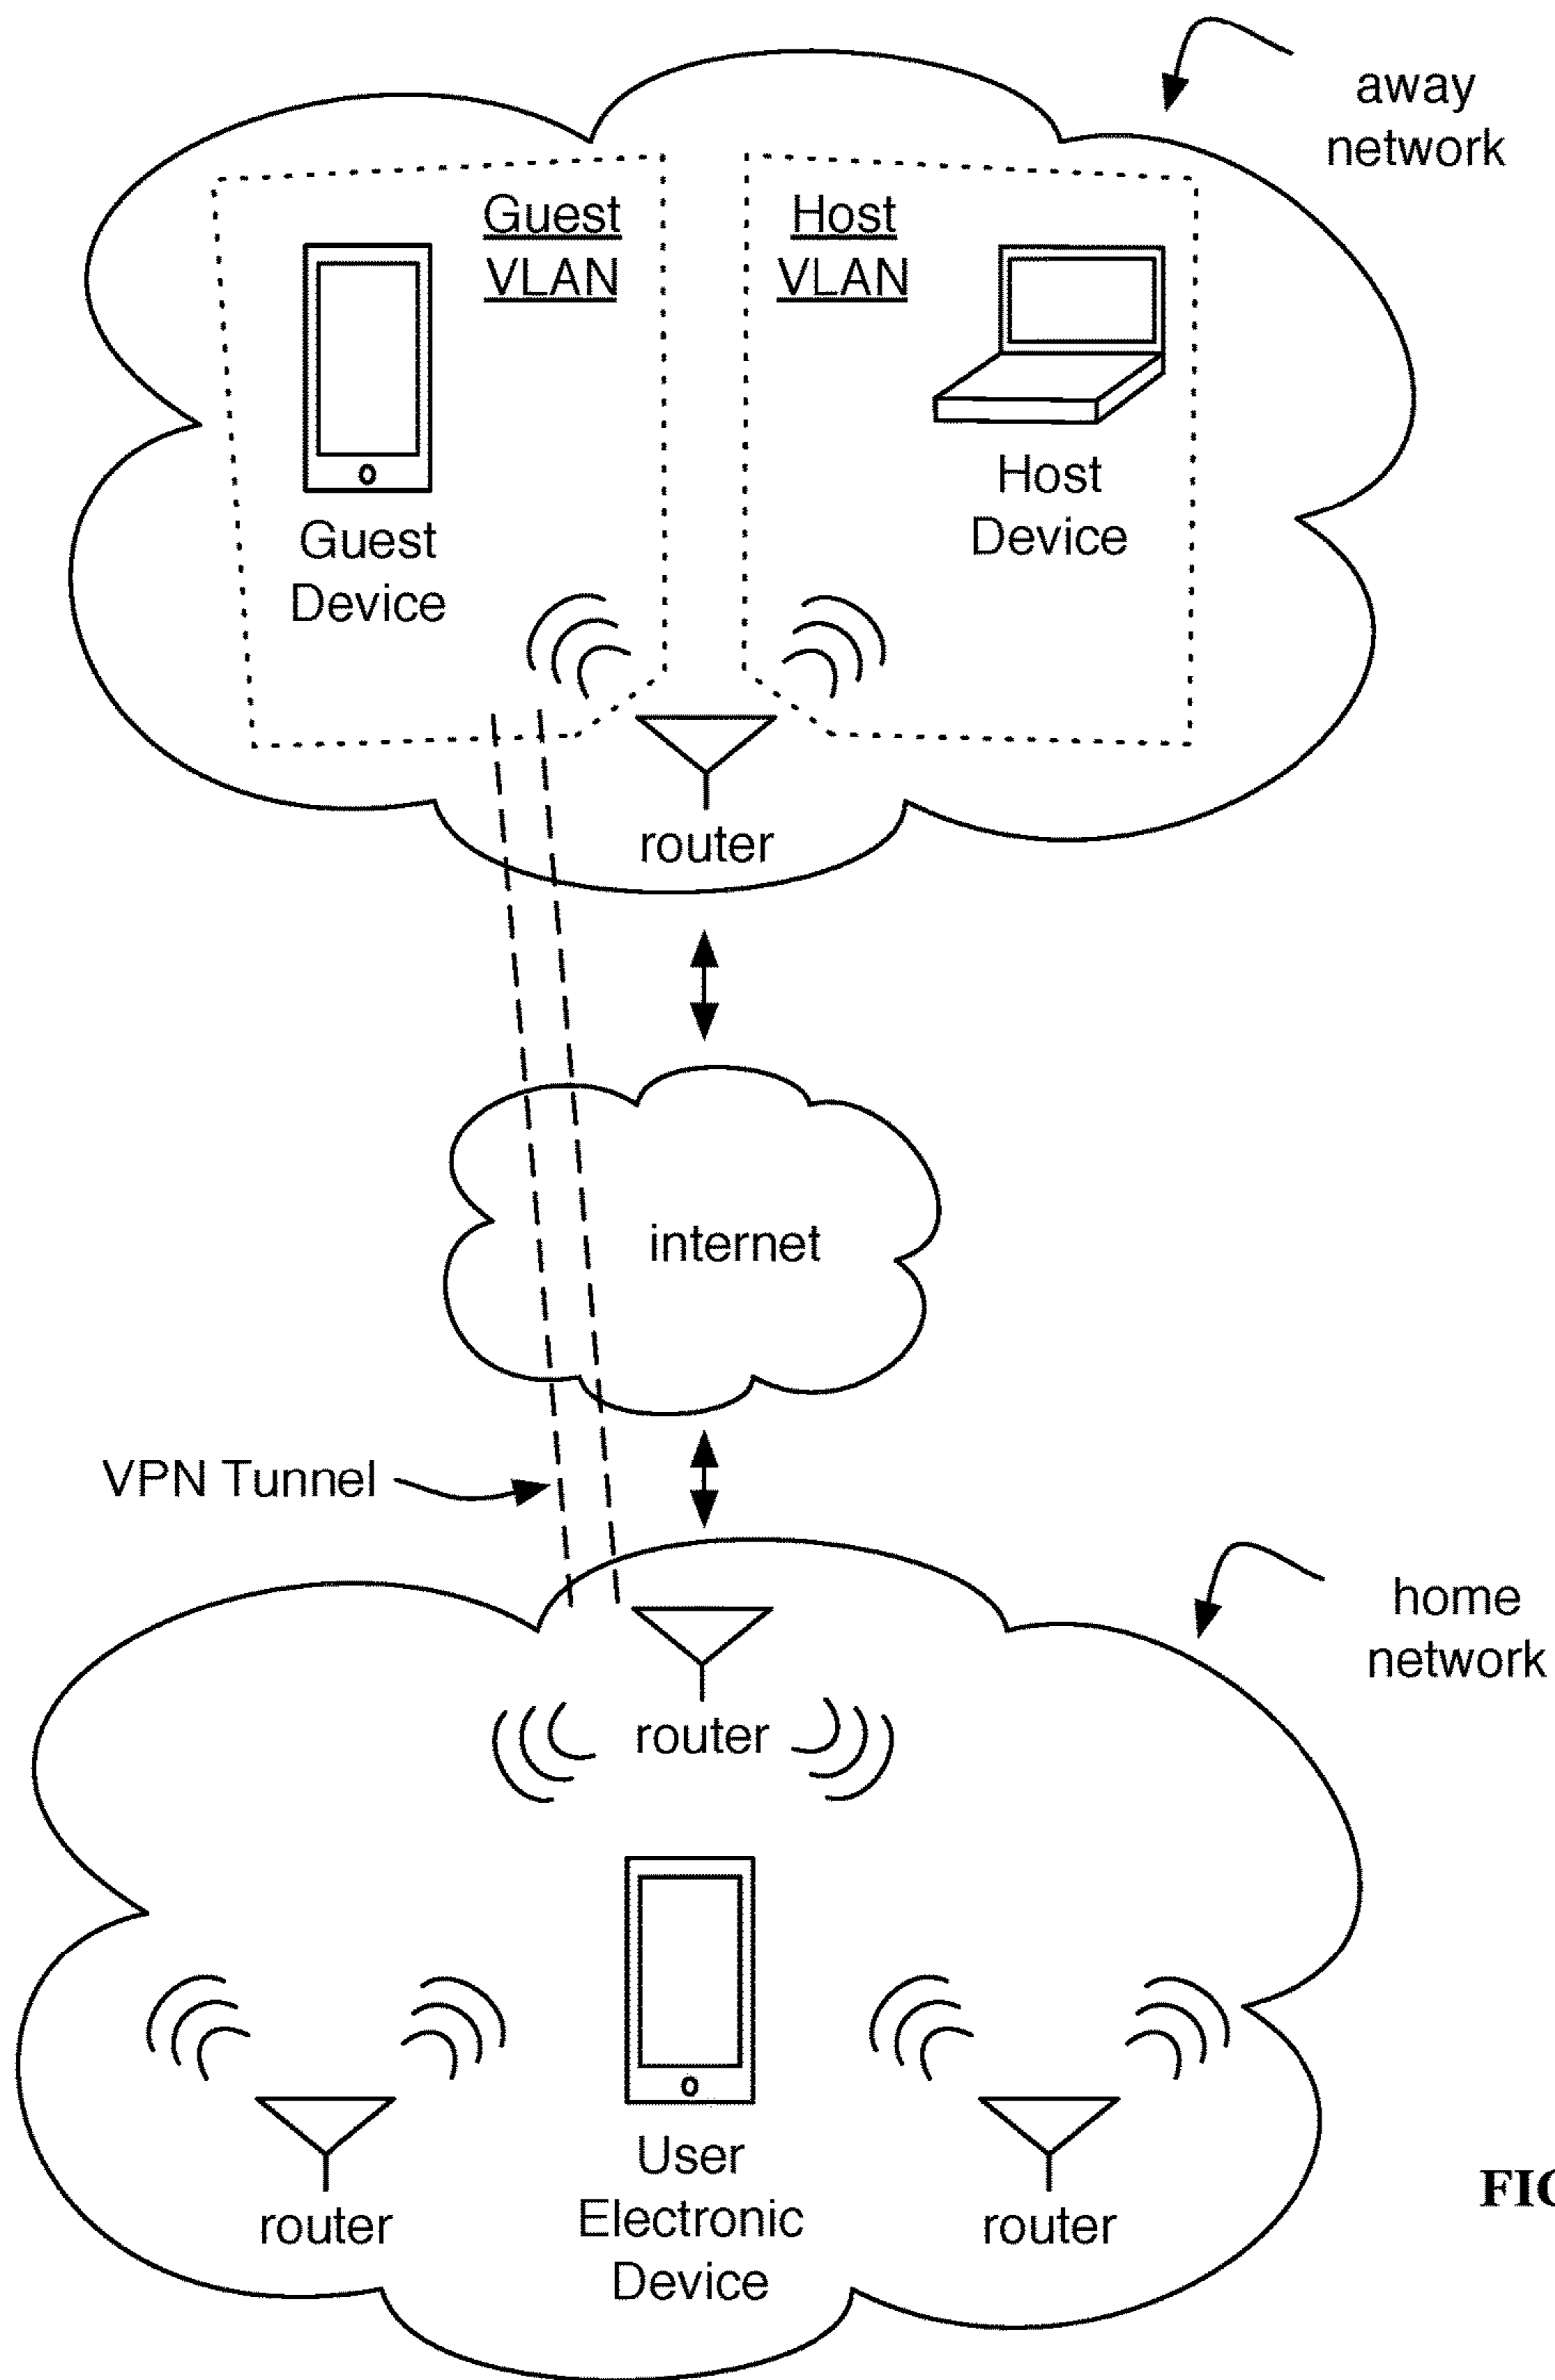 away
network
Guest
VLAN
Host
VLAN
Host
Device
Guest
Device
router
internet
VPN Tunnel
home
network
router
router
User
Electronic
Device
router